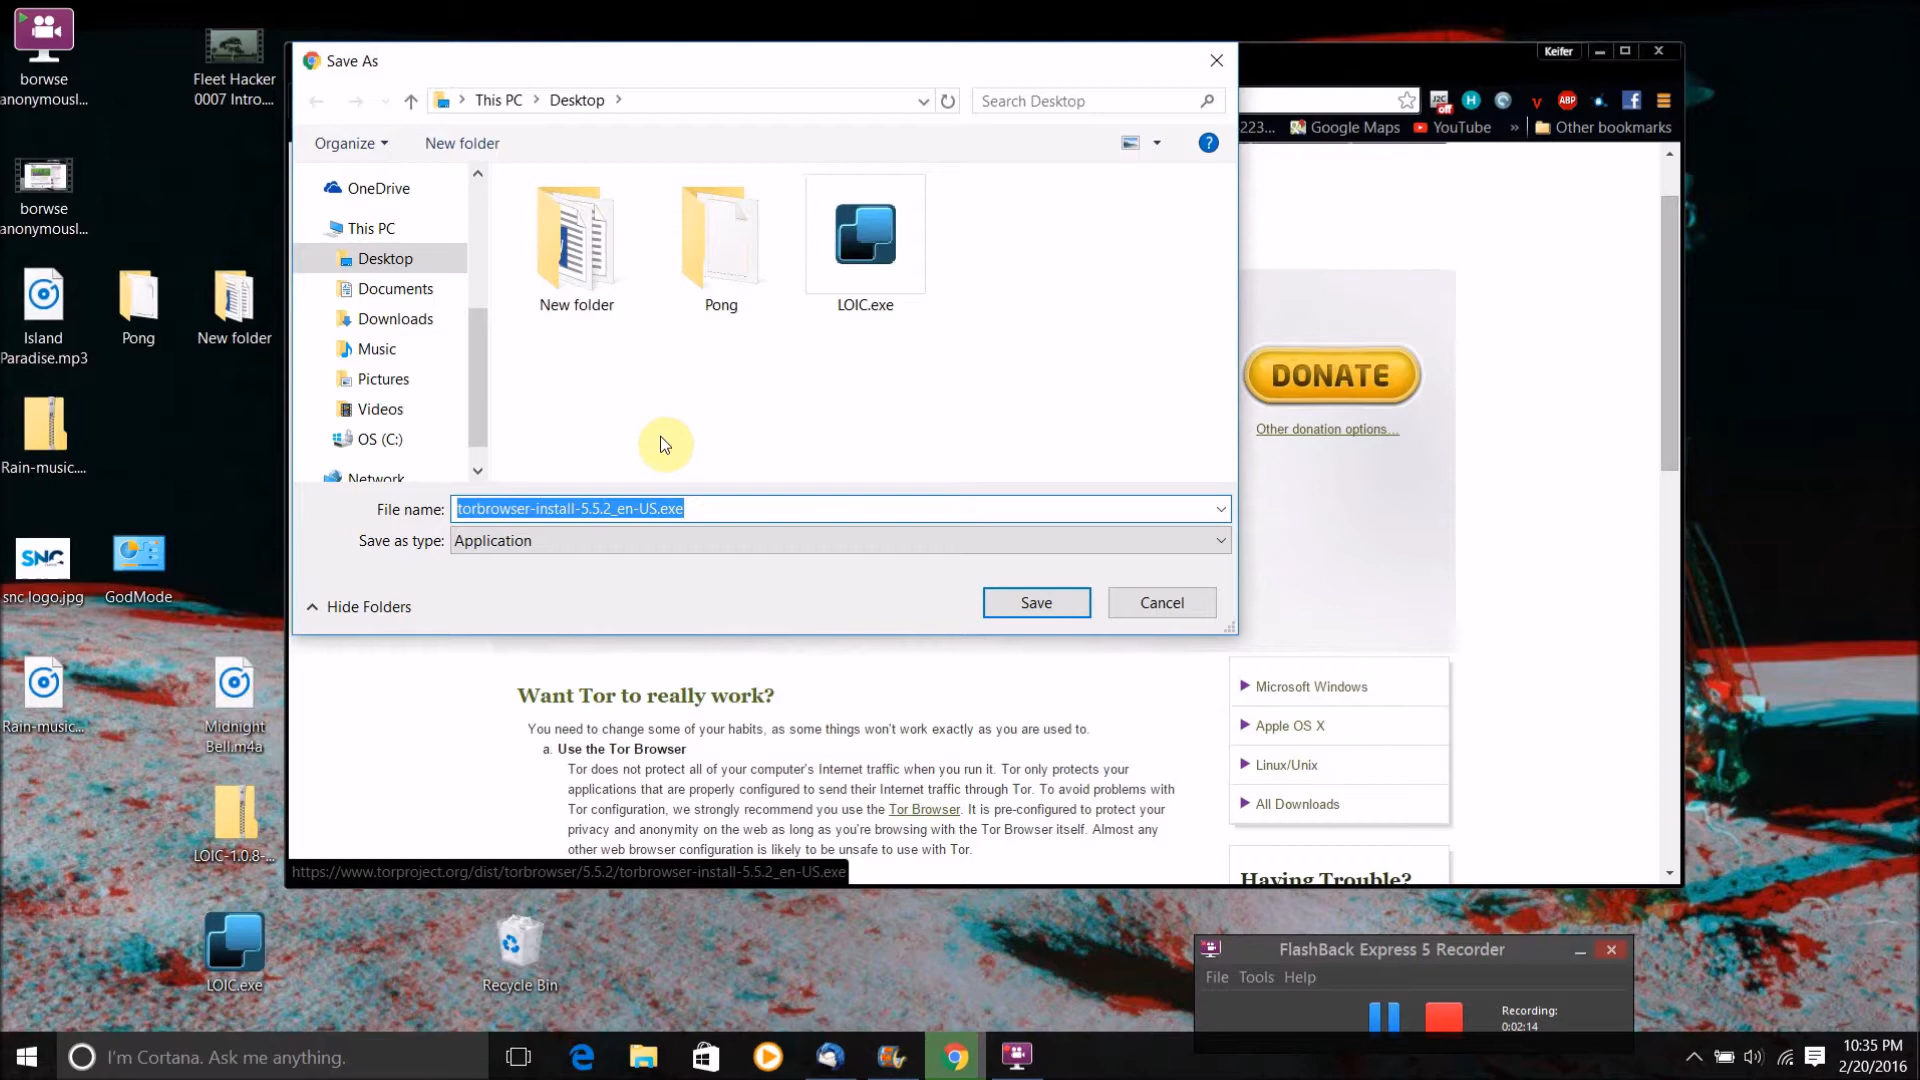 borwse
anonymousl...
Fleet Hacker
0007 Intro....
borwse
anonymousl...
Island
Paradise.mp3
Pong
New folder
Rain-music....
SNC
snc logo.jpg
GodMode
Rain-music...
Midnight
Bell.m4a
LOIC-1.0.8-...
LOIC.exe
Recycle Bin
Save As
This PC
Desktop
Search Desktop
Organize
New folder
?
OneDrive
This PC
Desktop
Documents
Downloads
Music
Pictures
Videos
OS (C:)
Network
New folder
Pong
LOIC.exe
File name: torbrowser-install-5.5.2_en-US.exe
Save as type: Application
Hide Folders
Save
Cancel
Keifer
J2C
off
H
ABP
223...
Google Maps
YouTube
»
Other bookmarks
DONATE
Other donation options...
Want Tor to really work?
You need to change some of your habits, as some things won't work exactly as you are used to.
a. Use the Tor Browser
Tor does not protect all of your computer's Internet traffic when you run it. Tor only protects your
applications that are properly configured to send their Internet traffic through Tor. To avoid problems with
Tor configuration, we strongly recommend you use the Tor Browser. It is pre-configured to protect your
privacy and anonymity on the web as long as you're browsing with the Tor Browser itself. Almost any
other web browser configuration is likely to be unsafe to use with Tor.
Microsoft Windows
Apple OS X
Linux/Unix
All Downloads
Having Trouble?
https://www.torproject.org/dist/torbrowser/5.5.2/torbrowser-install-5.5.2_en-US.exe
FlashBack Express 5 Recorder
File Tools Help
Recording:
0:02:14
I'm Cortana. Ask me anything.
10:35 PM
2/20/2016